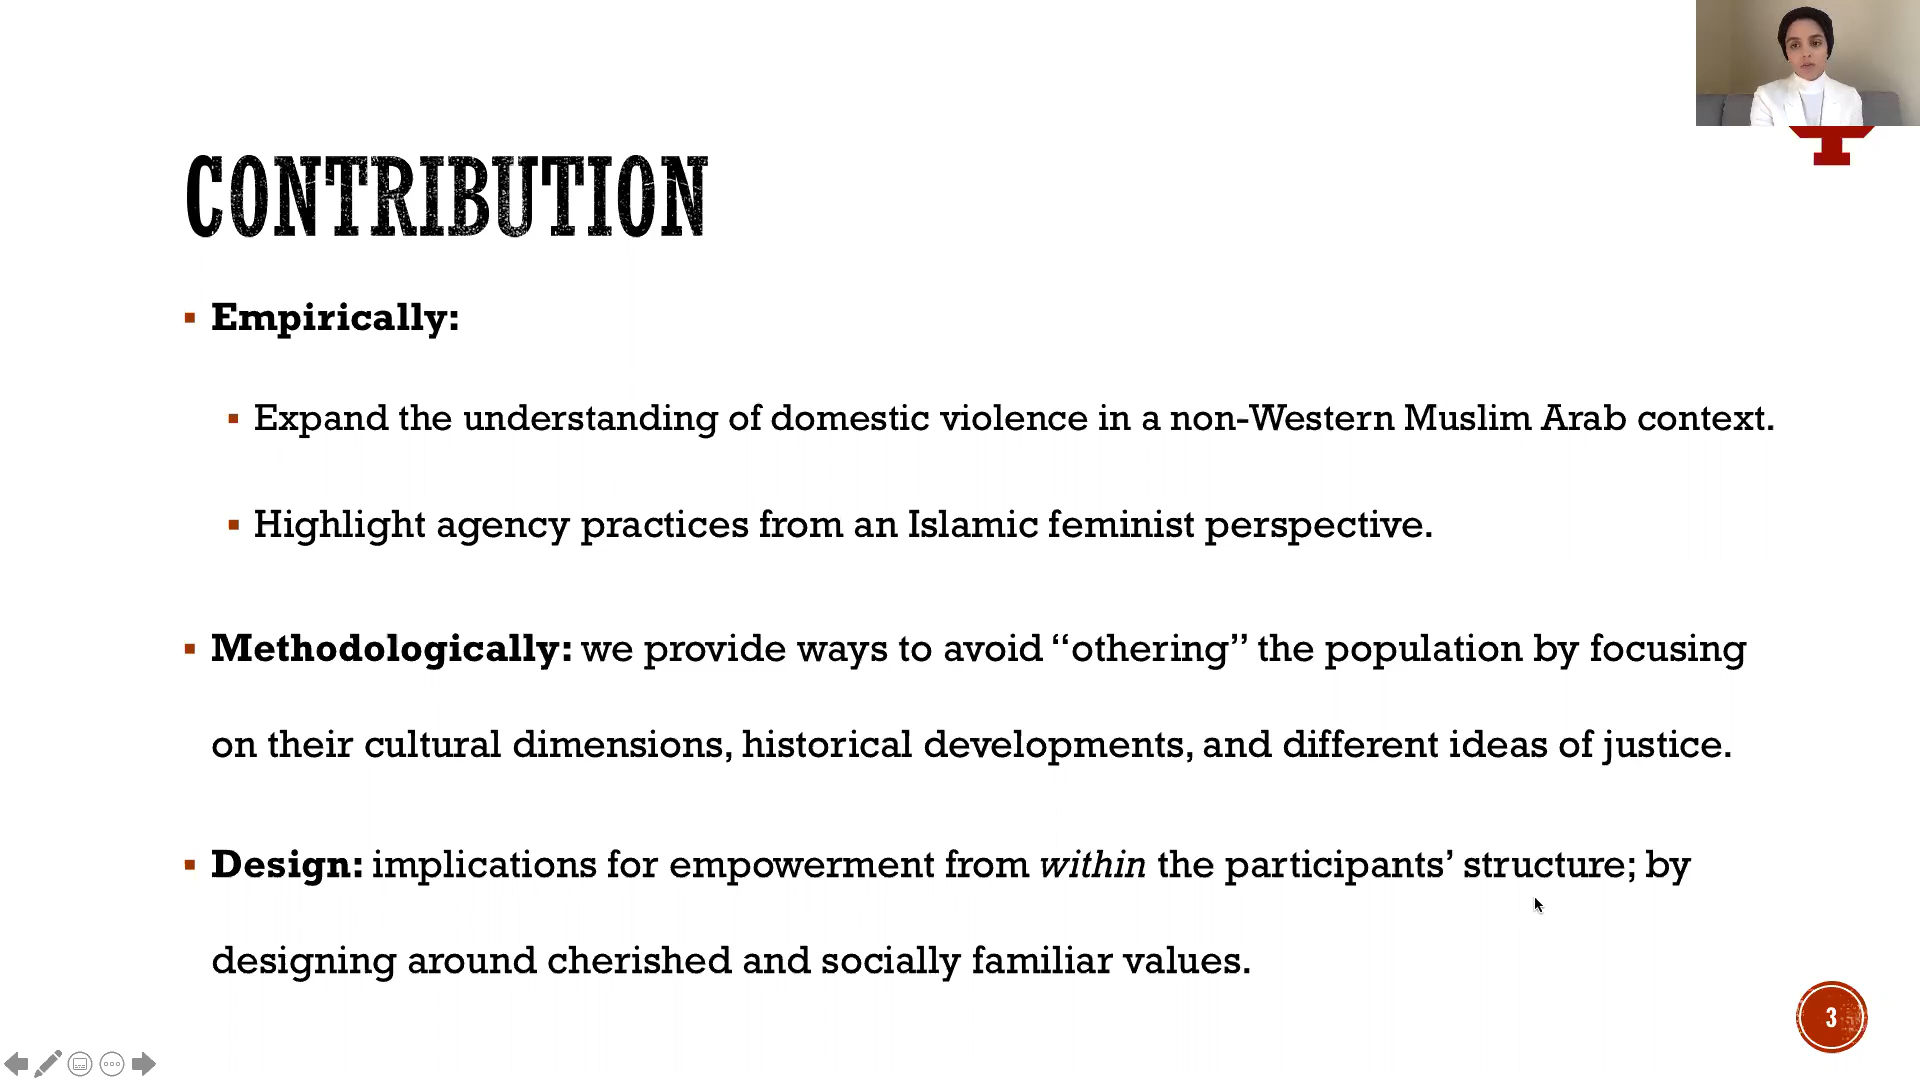 CONTRIBUTION
Empirically:
Expand the understanding of domestic violence in a non-Western Muslim Arab context.
Highlight agency practices from an Islamic feminist perspective.
Methodologically: we provide ways to avoid “othering” the population by focusing
on their cultural dimensions, historical developments, and different ideas of justice.
Design: implications for empowerment from within the participants’ structure; by
designing around cherished and socially familiar values.
3